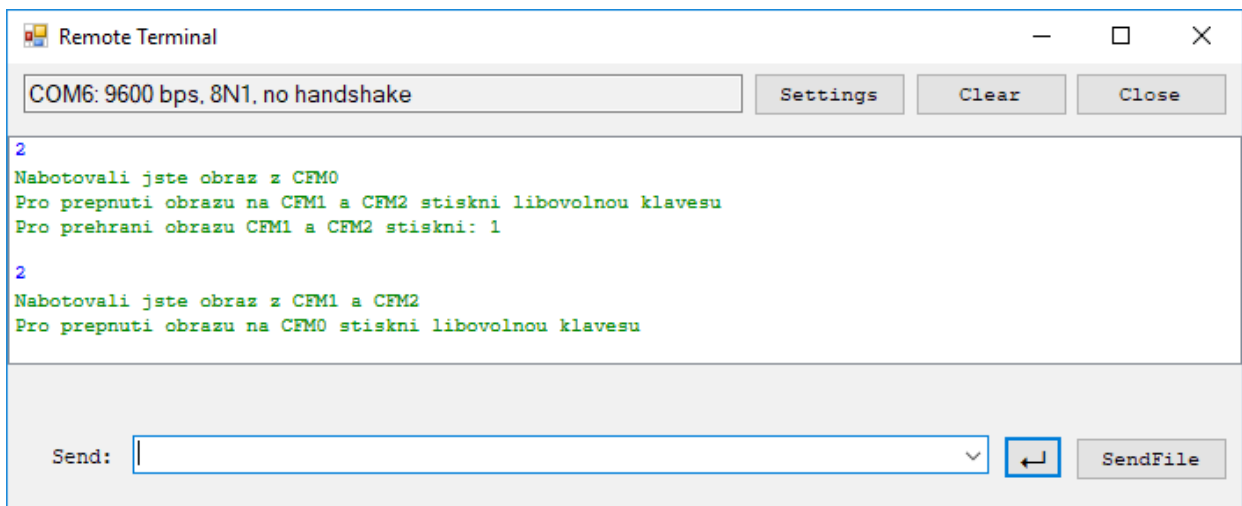 Remote Terminal
COM6: 9600 bps, 8N1, no handshake
Settings
Clear
Close
2
Nabotovali jste obraz z CFM0
Pro prepnuti obrazu na CFM1 a CFM2 stiskni libovolnou klavesu
Pro prehrani obrazu CFM1 a CFM2 stiskni: 1
2
Nabotovali jste obraz z CFM1 a CFM2
Pro prepnuti obrazu na CFM0 stiskni libovolnou klavesu
Send:
SendFile